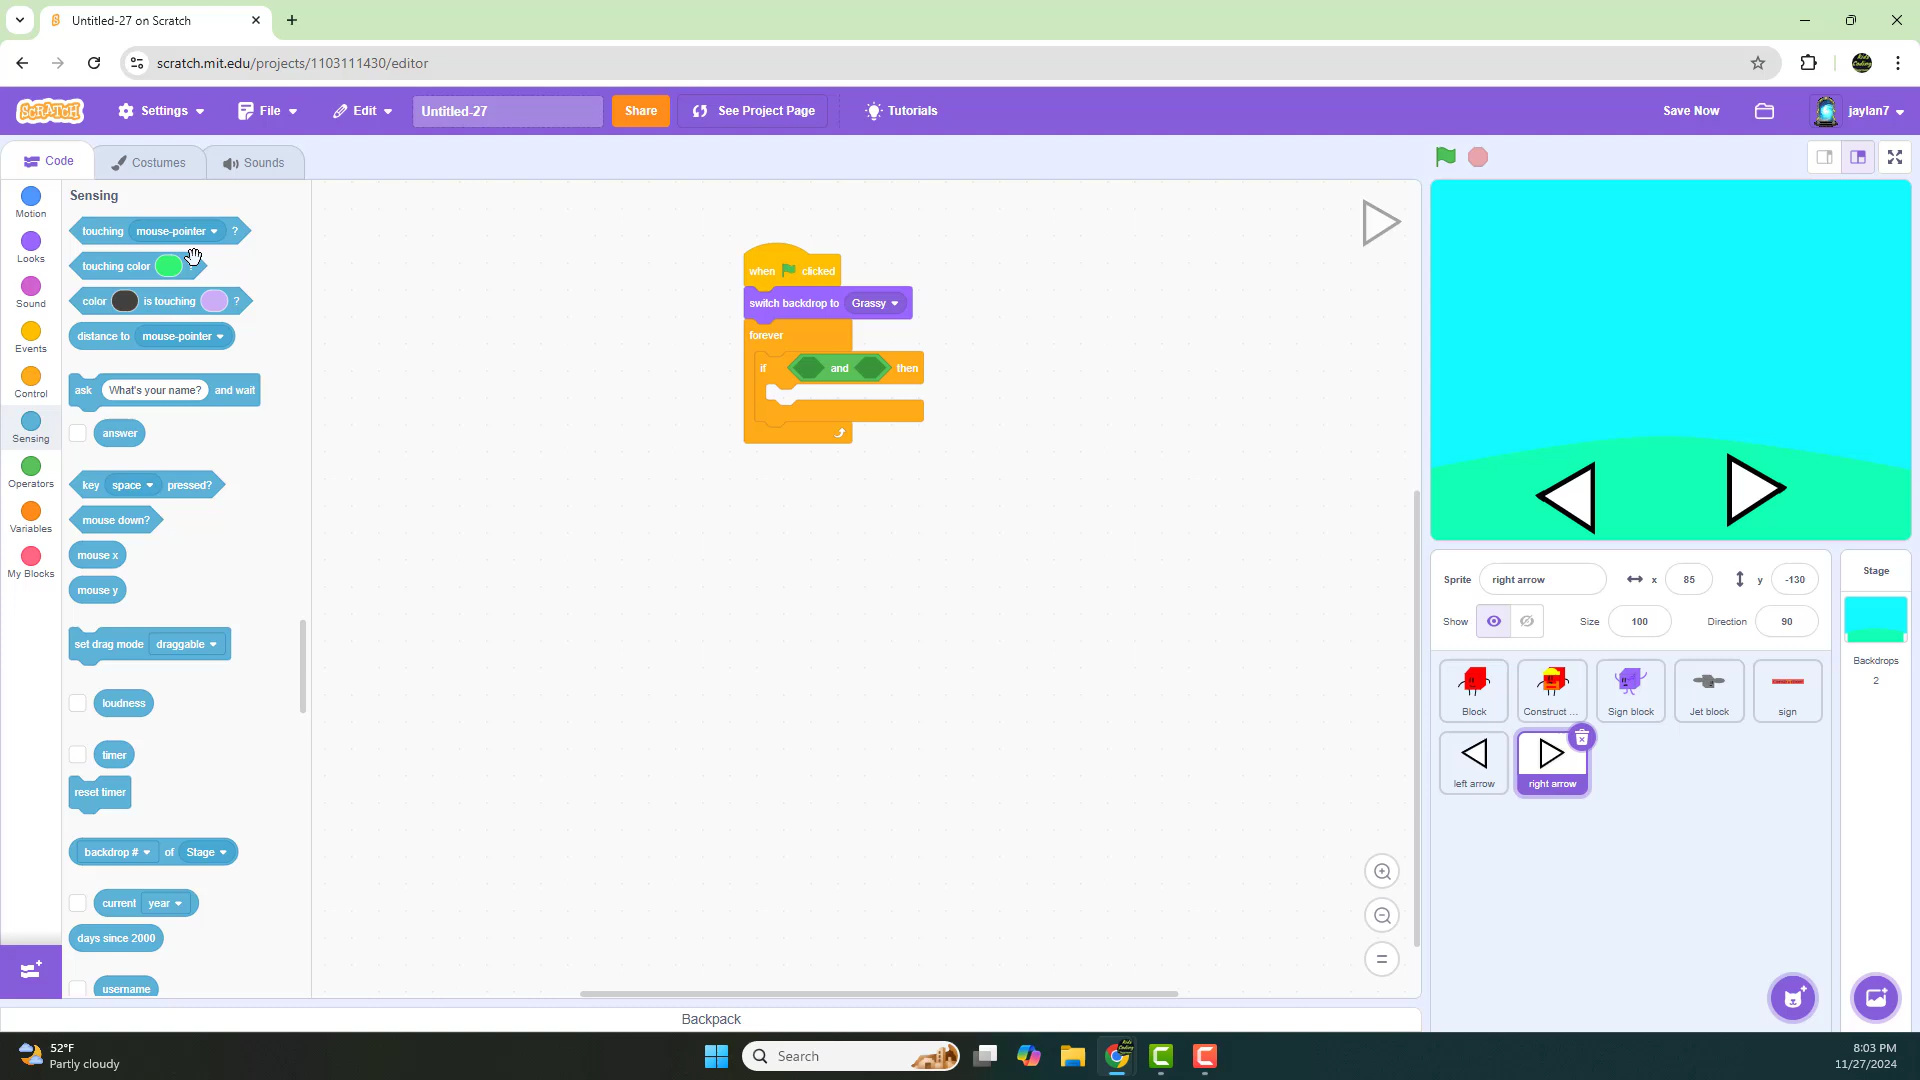 Untitled-27 on Scratch
scratch.mit.edu/projects/1103111430/editor
SCRATCH
Settings
File
Edit
Untitled-27
Share
See Project Page
Tutorials
Save Now
jaylan7
Code
Costumes
Sounds
Motion
Looks
Sound
Events
Control
Sensing
Operators
Variables
My Blocks
Sensing
touching mouse-pointer ?
touching color ?
color is touching ?
distance to mouse-pointer
ask What's your name? and wait
answer
key space pressed?
mouse down?
mouse x
mouse y
set drag mode draggable
loudness
timer
reset timer
backdrop # of Stage
current year
days since 2000
username
when clicked
switch backdrop to Grassy
forever
if and then
Sprite right arrow x 85 y -130
Show Size 100 Direction 90
Block
Construct ...
Sign block
Jet block
sign
left arrow
right arrow
Stage
Backdrops
2
Backpack
52°F
Partly cloudy
Search
8:03 PM
11/27/2024